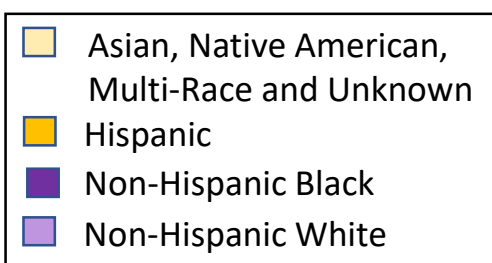 Asian, Native American,
Multi-Race and Unknown
Hispanic
Non-Hispanic Black
Non-Hispanic White